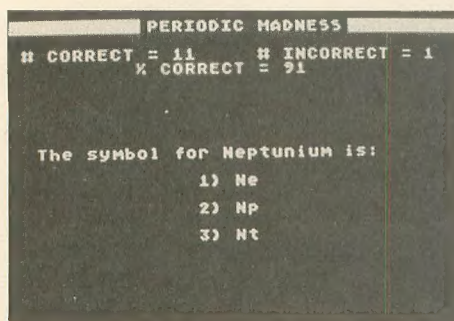 PERIODIC MADNESS
# CORRECT = 11 # INCORRECT = 1
% CORRECT = 91
The symbol for Neptunium is:
1) Ne
2) Np
3) Nt